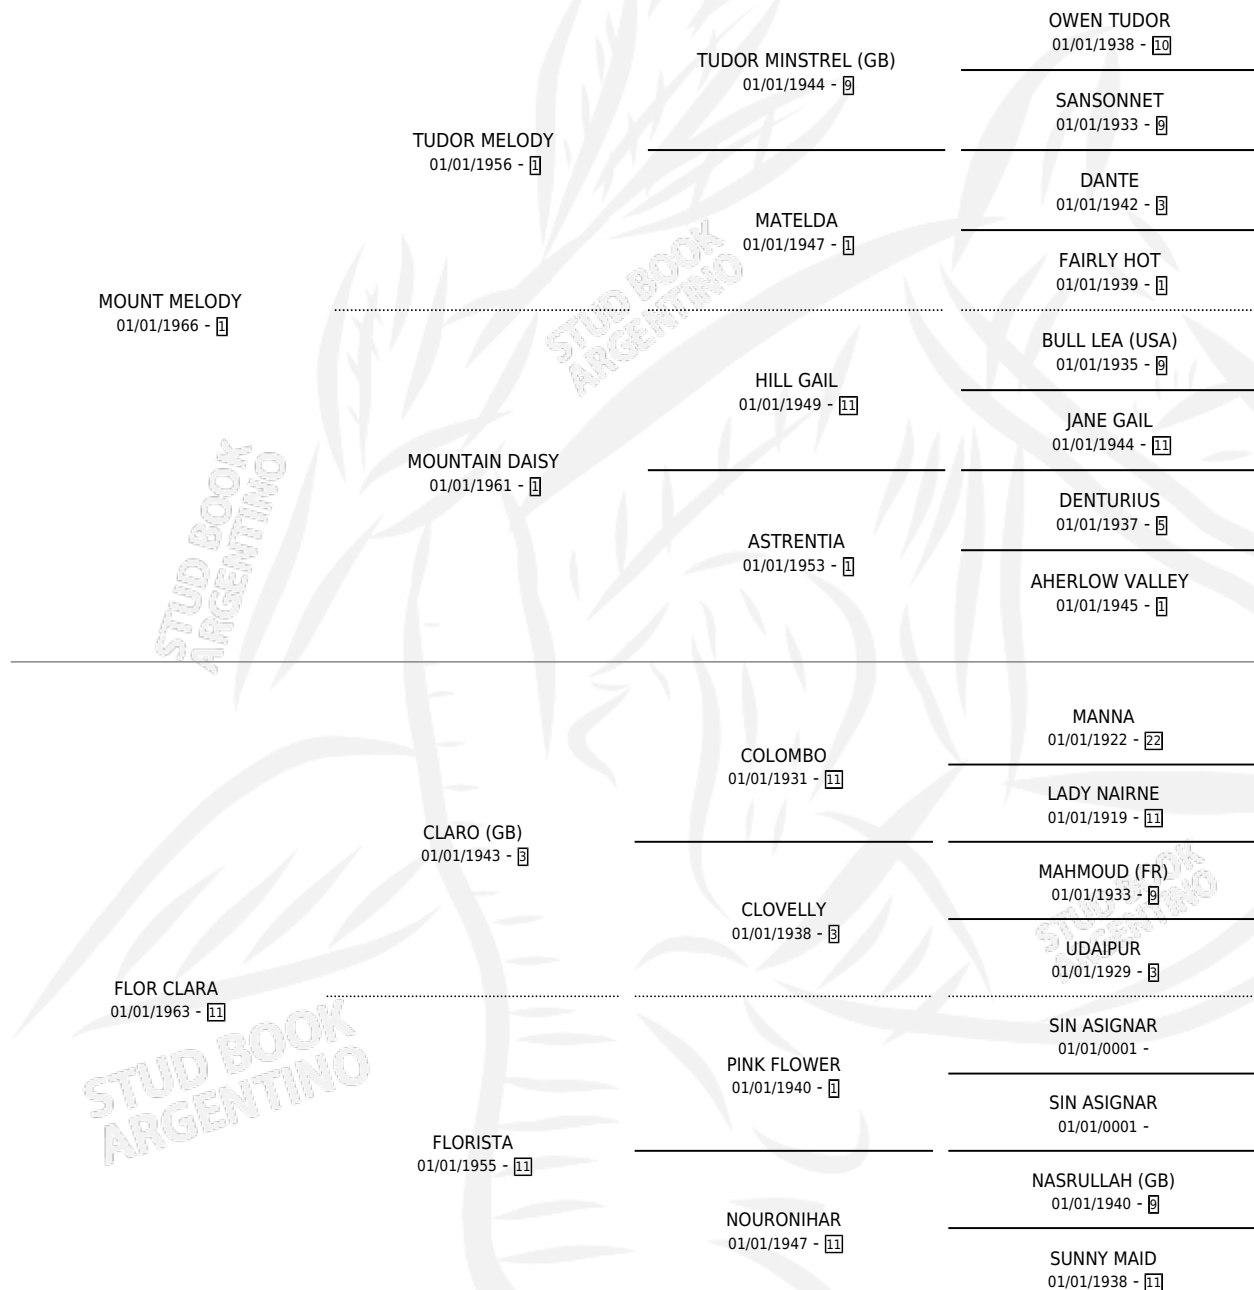 OWEN TUDOR
01/01/1938 - 10
TUDOR MINSTREL (GB)
01/01/1944 - 9
SANSONNET
01/01/1933 - 9
TUDOR MELODY
01/01/1956 - 1
DANTE
01/01/1942 - 3
MATELDA
01/01/1947 - 1
FAIRLY HOT
01/01/1939 - 1
MOUNT MELODY
01/01/1966 - 1
BULL LEA (USA)
01/01/1935 - 9
HILL GAIL
01/01/1949 - 11
JANE GAIL
01/01/1944 - 11
MOUNTAIN DAISY
01/01/1961 - 1
DENTURIUS
01/01/1937 - 5
ASTRENTIA
01/01/1953 - 1
AHERLOW VALLEY
01/01/1945 - 1
MANNA
01/01/1922 - 22
COLOMBO
01/01/1931 - 11
LADY NAIRNE
01/01/1919 - 11
CLARO (GB)
01/01/1943 - 3
MAHMOUD (FR)
01/01/1933 - 9
CLOVELLY
01/01/1938 - 3
UDAIPUR
01/01/1929 - 3
FLOR CLARA
01/01/1963 - 11
SIN ASIGNAR
01/01/0001 -
PINK FLOWER
01/01/1940 - 1
SIN ASIGNAR
01/01/0001 -
FLORISTA
01/01/1955 - 11
NASRULLAH (GB)
01/01/1940 - 9
NOURONIHAR
01/01/1947 - 11
SUNNY MAID
01/01/1938 - 11
STUD BOOK
ARGENTINO
STUD BOOK
ARGENTINO
STUD BOOK
ARGENTINO
STUD BOOK
ARGENTINO